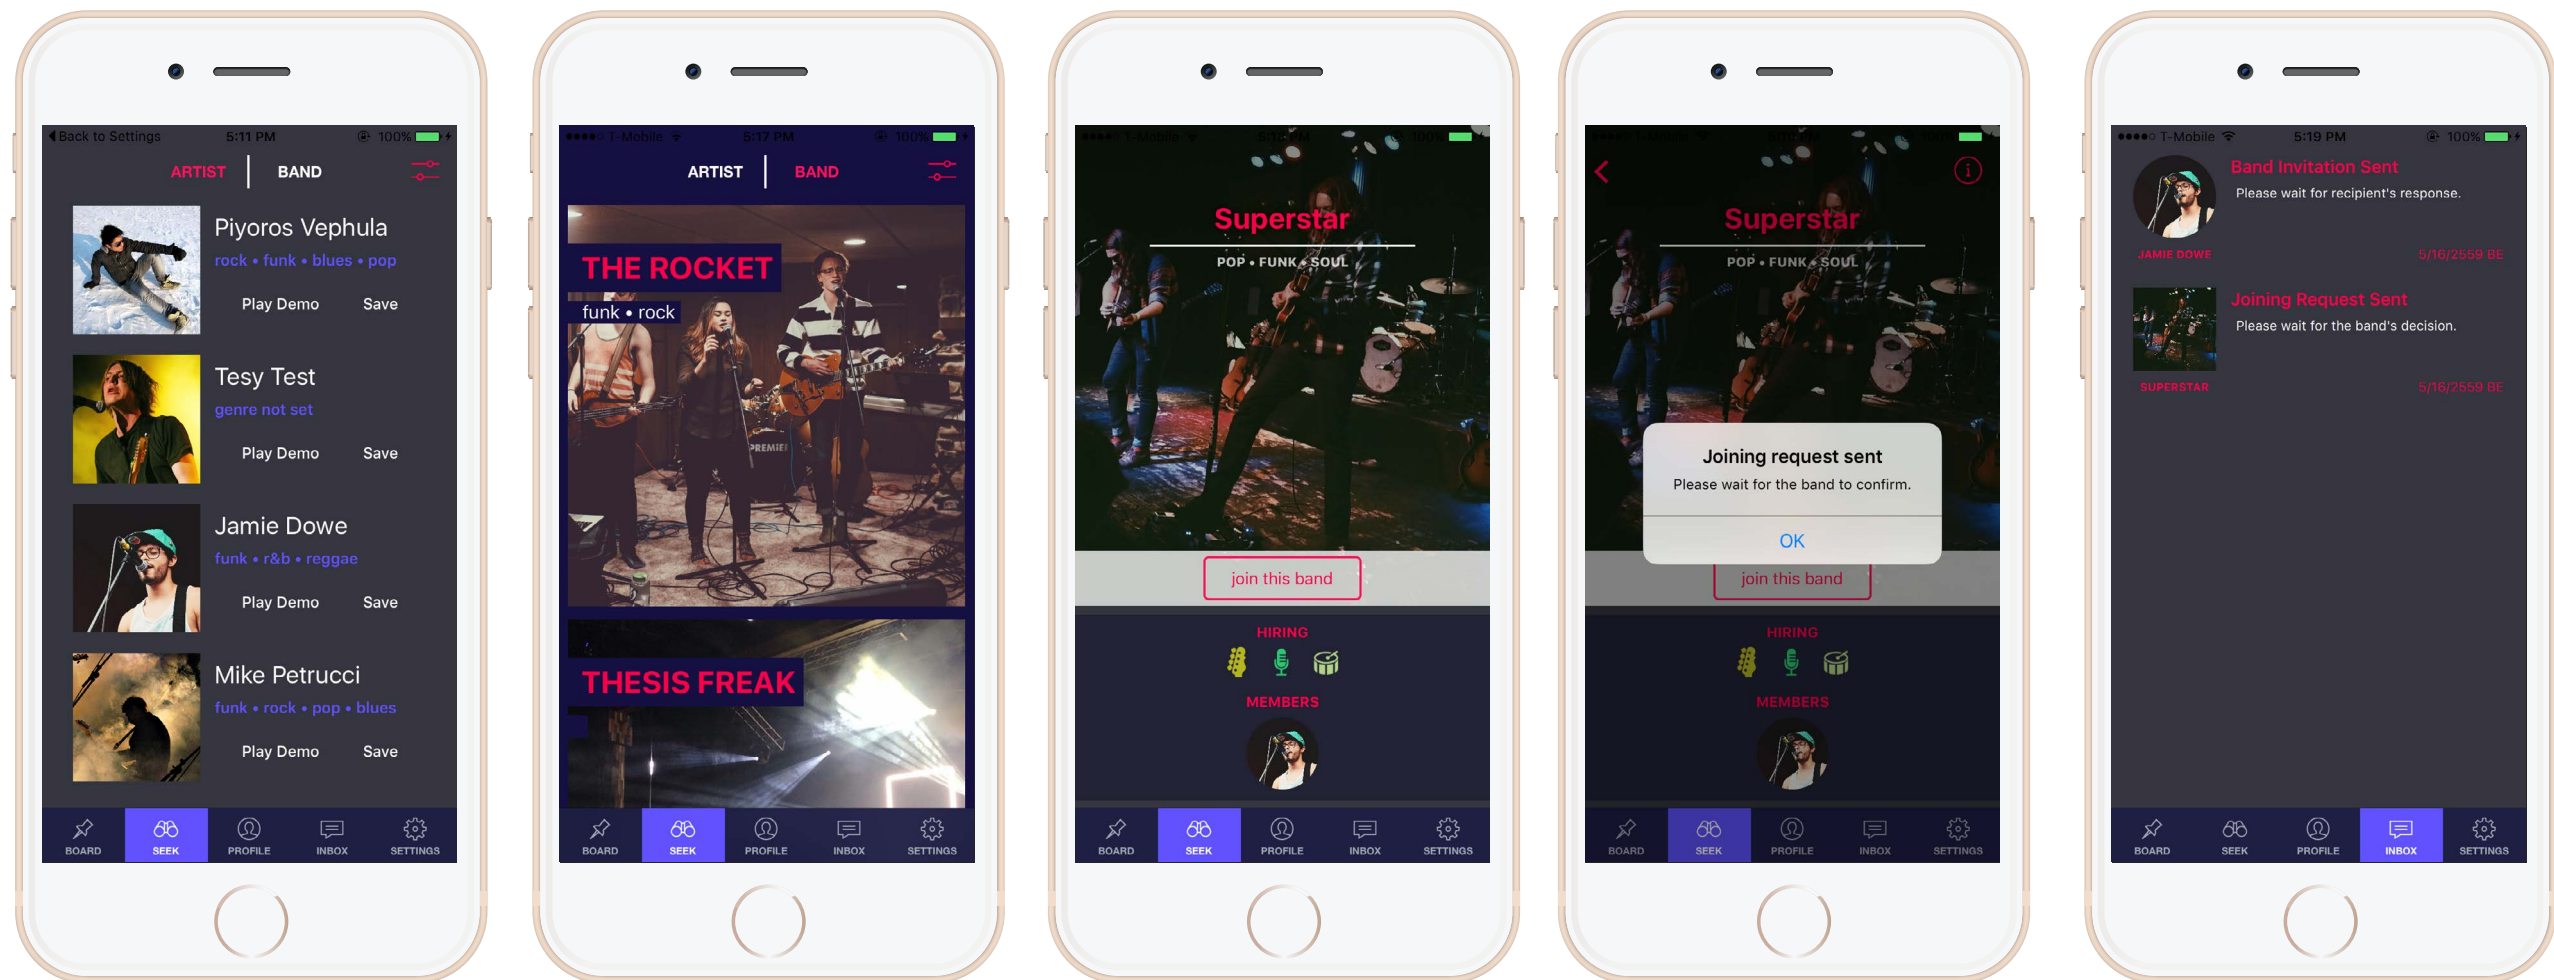 Back to Settings 5:11 PM 100%
ARTIST BAND
Piyoros Vephula
rock • funk • blues • pop
Play Demo Save
Tesy Test
genre not set
Play Demo Save
Jamie Dowe
funk • r&b • reggae
Play Demo Save
Mike Petrucci
funk • rock • pop • blues
Play Demo Save
BOARD SEEK PROFILE INBOX SETTINGS
T-Mobile 5:17 PM 100%
ARTIST BAND
THE ROCKET
funk • rock
PREMIER
THESIS FREAK
BOARD SEEK PROFILE INBOX SETTINGS
T-Mobile 100%
Superstar
POP • FUNK • SOUL
join this band
HIRING
MEMBERS
BOARD SEEK PROFILE INBOX SETTINGS
Superstar
POP • FUNK • SOUL
Joining request sent
Please wait for the band to confirm.
OK
join this band
HIRING
MEMBERS
BOARD SEEK PROFILE INBOX SETTINGS
T-Mobile 5:19 PM 100%
Band Invitation Sent
Please wait for recipient's response.
JAMIE DOWE 5/16/2559 BE
Joining Request Sent
Please wait for the band's decision.
SUPERSTAR 5/16/2559 BE
BOARD SEEK PROFILE INBOX SETTINGS